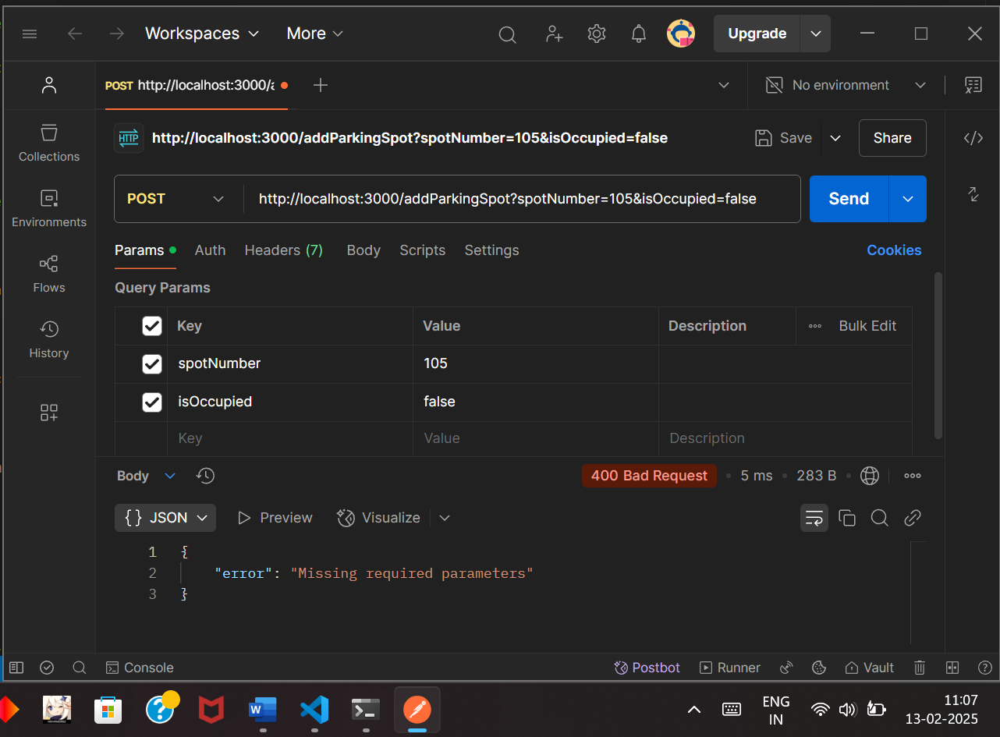 Workspaces More Upgrade
POST http://localhost:3000/a No environment
HTTP http://localhost:3000/addParkingSpot?spotNumber=105&isOccupied=false Save Share
Collections
POST http://localhost:3000/addParkingSpot?spotNumber=105&isOccupied=false Send
Environments
Params Auth Headers (7) Body Scripts Settings Cookies
Flows
Query Params
Key Value Description Bulk Edit
History
spotNumber 105
isOccupied false
Key Value Description
Body 400 Bad Request 5 ms 283 B
{} JSON Preview Visualize
1 {
2 "error": "Missing required parameters"
3 }
Console Postbot Runner Vault
W ENG 11:07
IN 13-02-2025